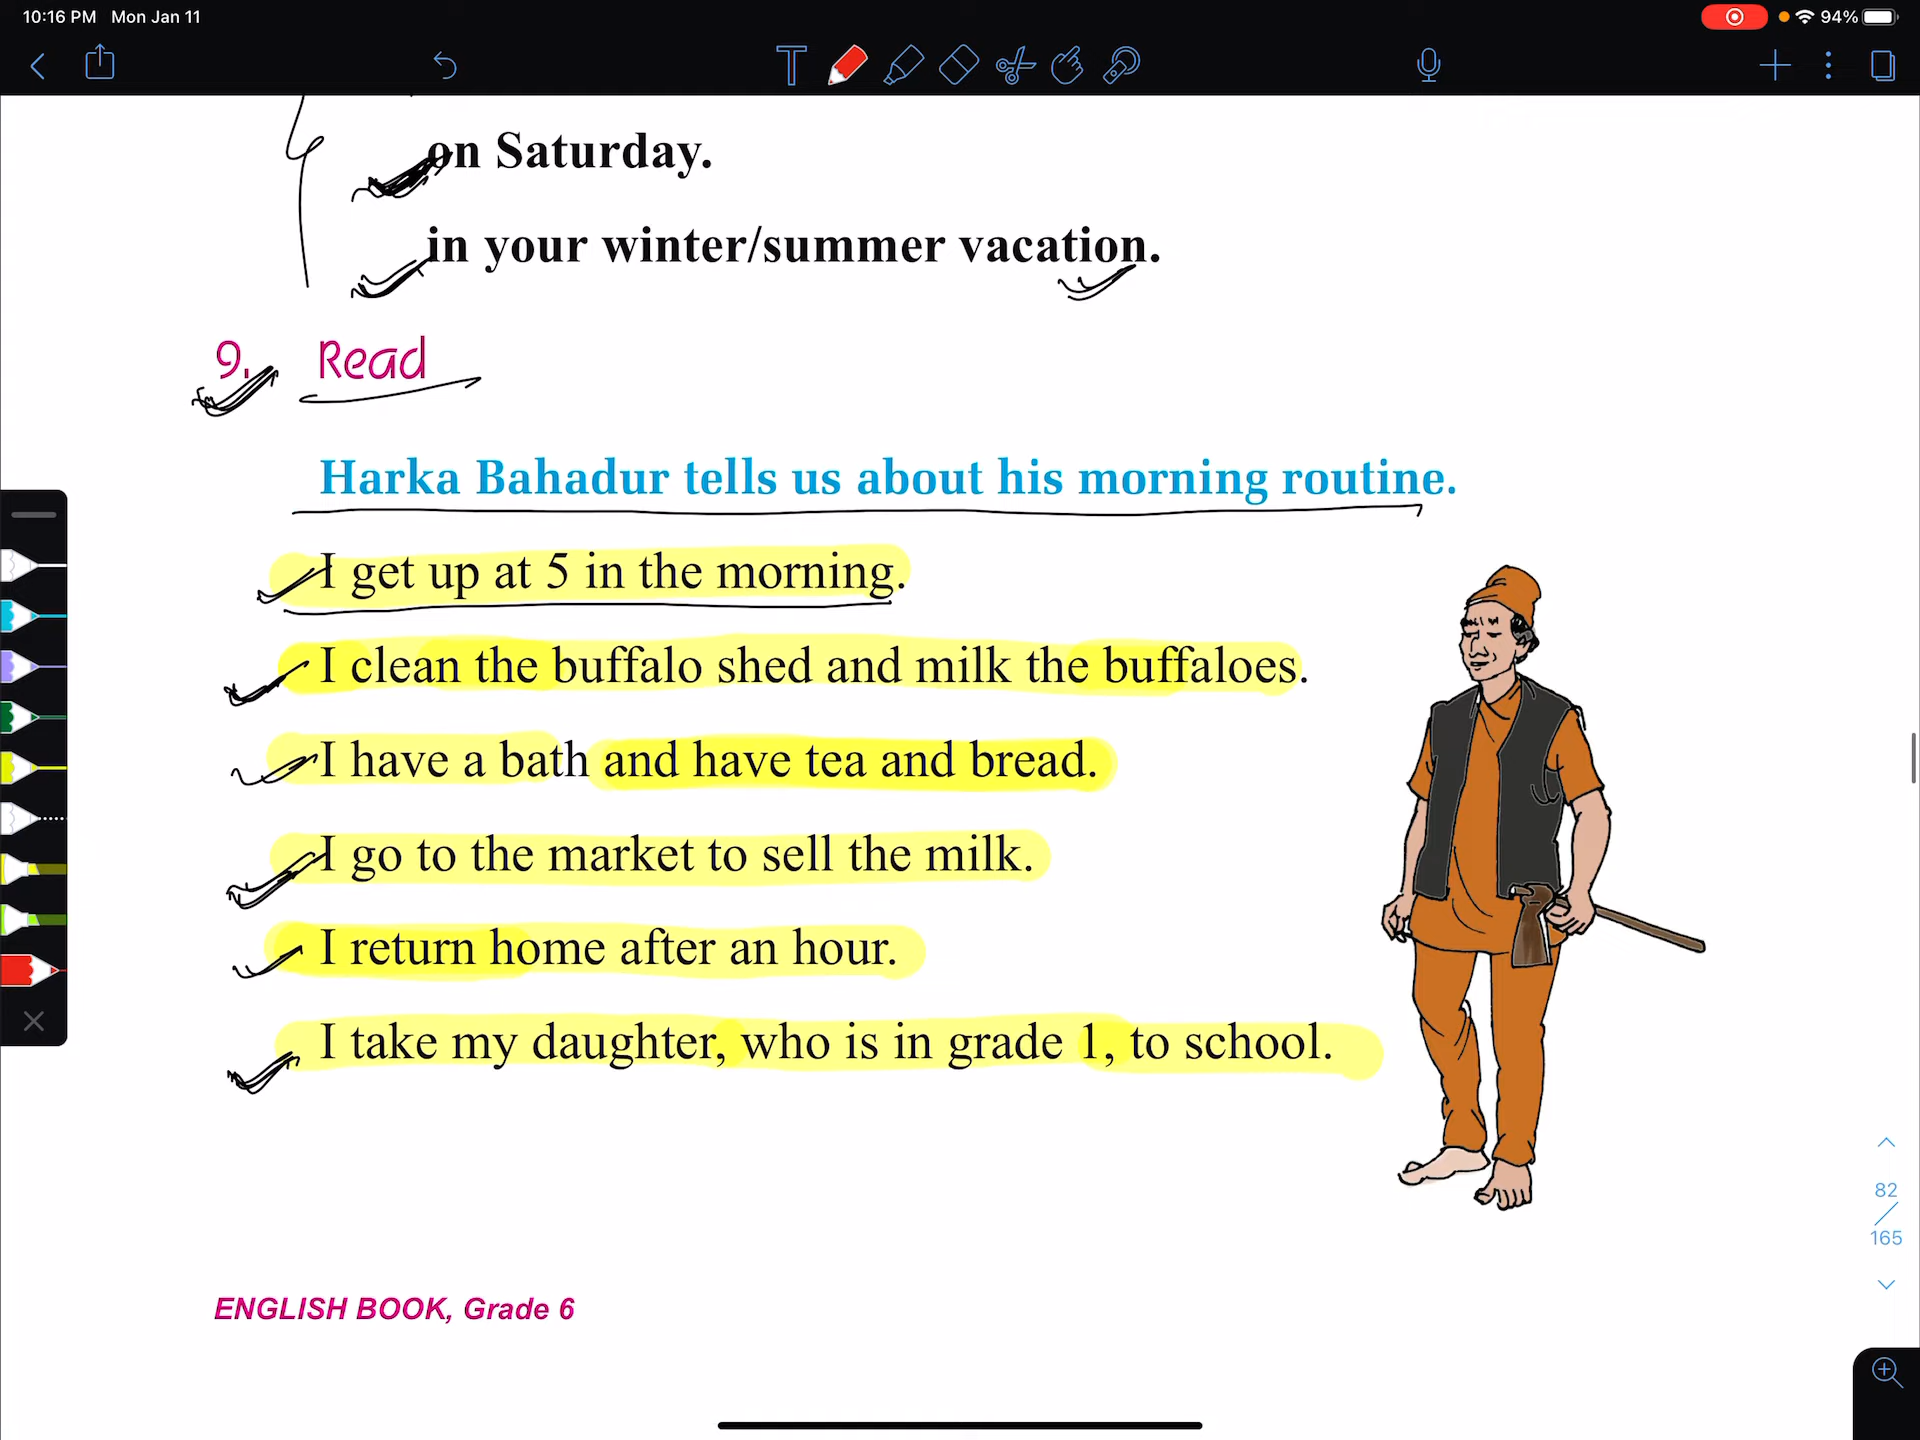 10:16 PM Mon Jan 11
94%
on Saturday.
in your winter/summer vacation.
9. Read
Harka Bahadur tells us about his morning routine.
I get up at 5 in the morning.
I clean the buffalo shed and milk the buffaloes.
I have a bath and have tea and bread.
I go to the market to sell the milk.
I return home after an hour.
I take my daughter, who is in grade 1, to school.
82
/
165
ENGLISH BOOK, Grade 6